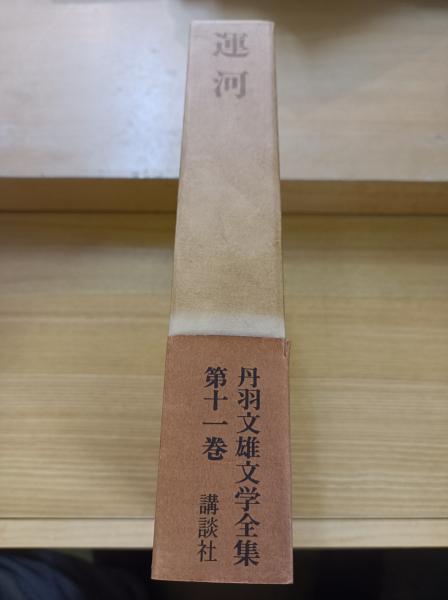 運河
丹羽文雄文学全集
第十一巻
講談社